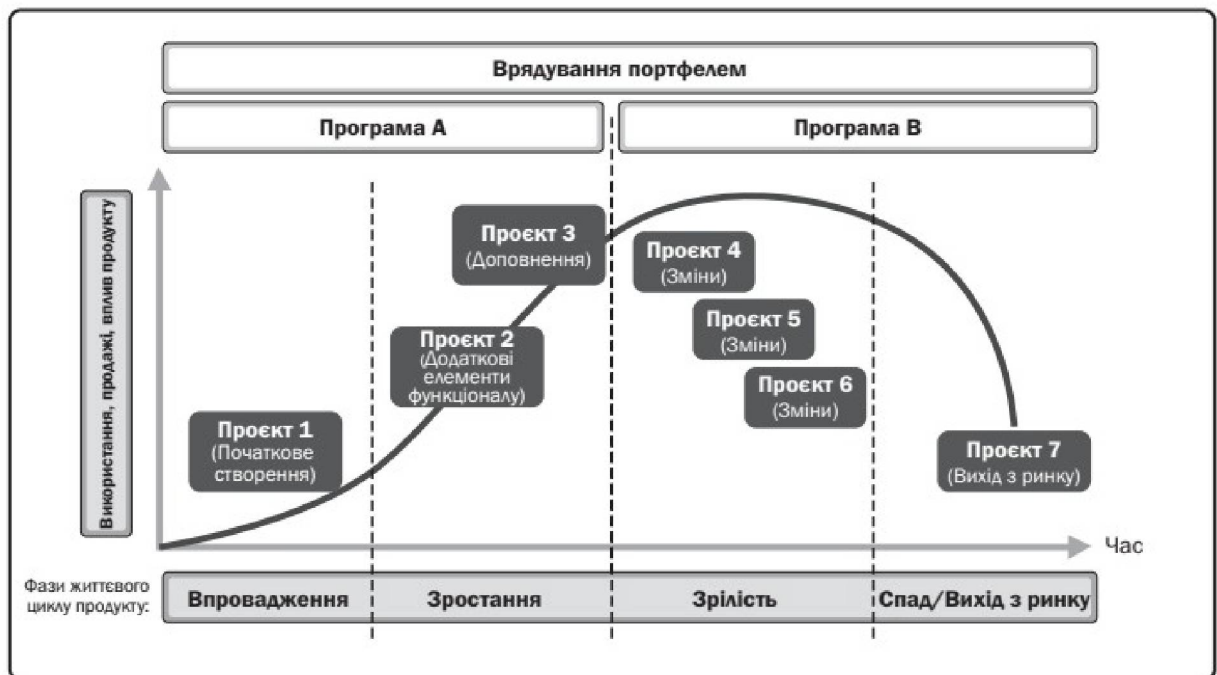 Врядування портфелем
Програма А
Програма В
Використання, продажі, вплив продукту
Проєкт 1
(Початкове
створення)
Проєкт 2
(Додаткові
елементи
функціоналу)
Проєкт 3
(Доповнення)
Проєкт 4
(Зміни)
Проєкт 5
(Зміни)
Проєкт 6
(Зміни)
Проєкт 7
(Вихід з ринку)
Час
Фази життєвого
циклу продукту:
Впровадження
Зростання
Зрілість
Спад/Вихід з ринку